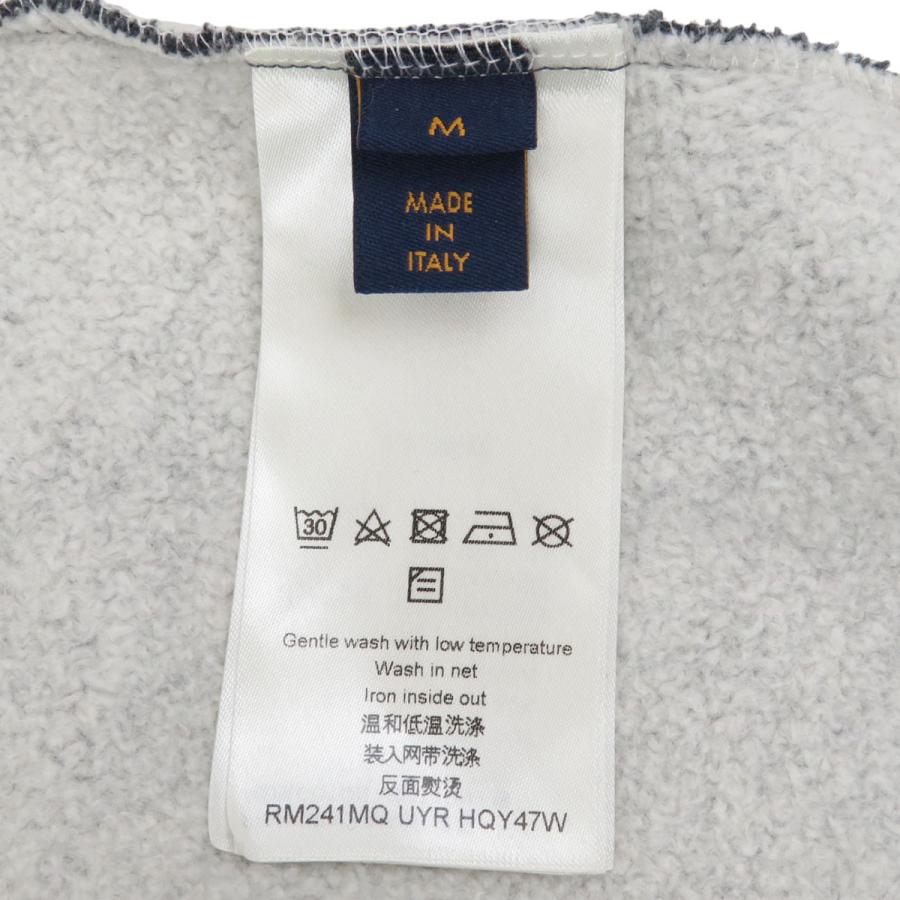 M
MADE
IN
ITALY
30
Gentle wash with low temperature
Wash in net
Iron inside out
温和低温洗涤
装入网带洗涤
反面熨烫
RM241MQ UYR HQY47W